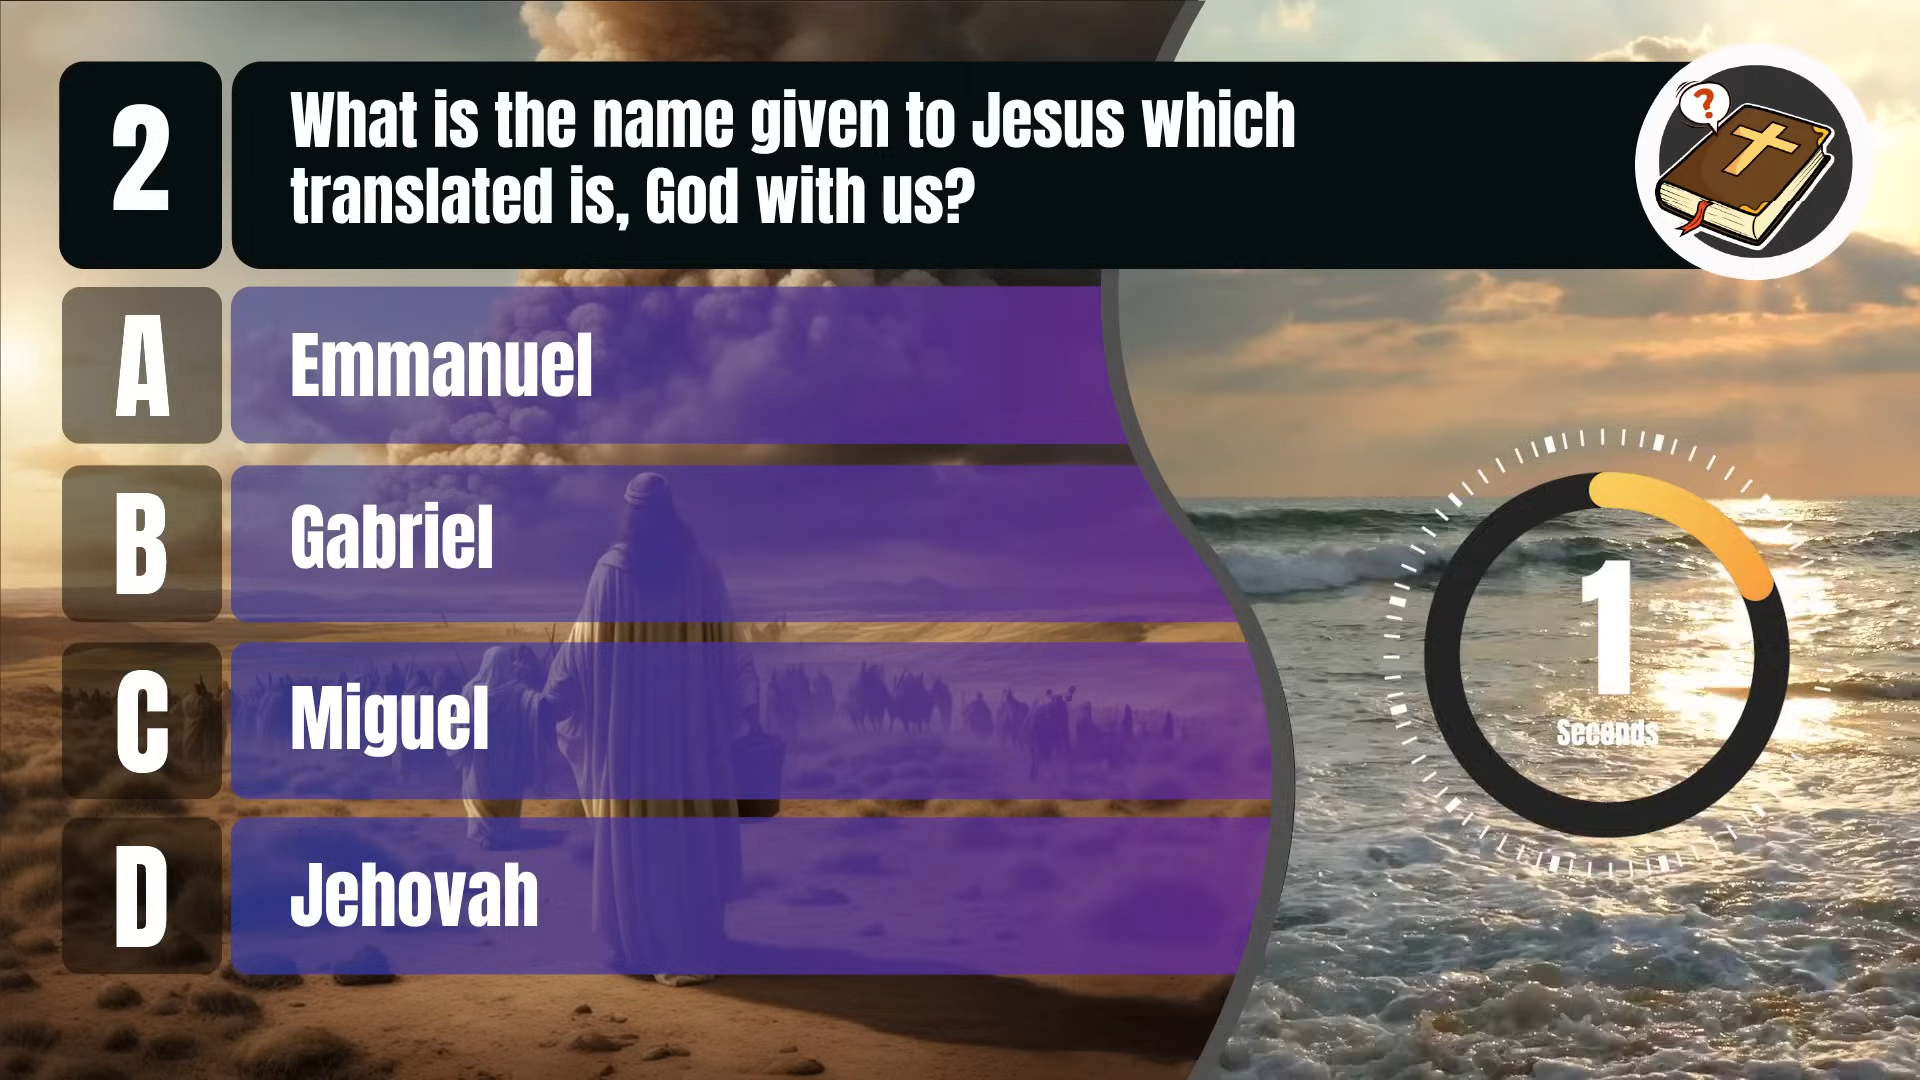 2
What is the name given to Jesus which
translated is, God with us?
?
A
Emmanuel
B
Gabriel
C
Miguel
D
Jehovah
1
Seconds